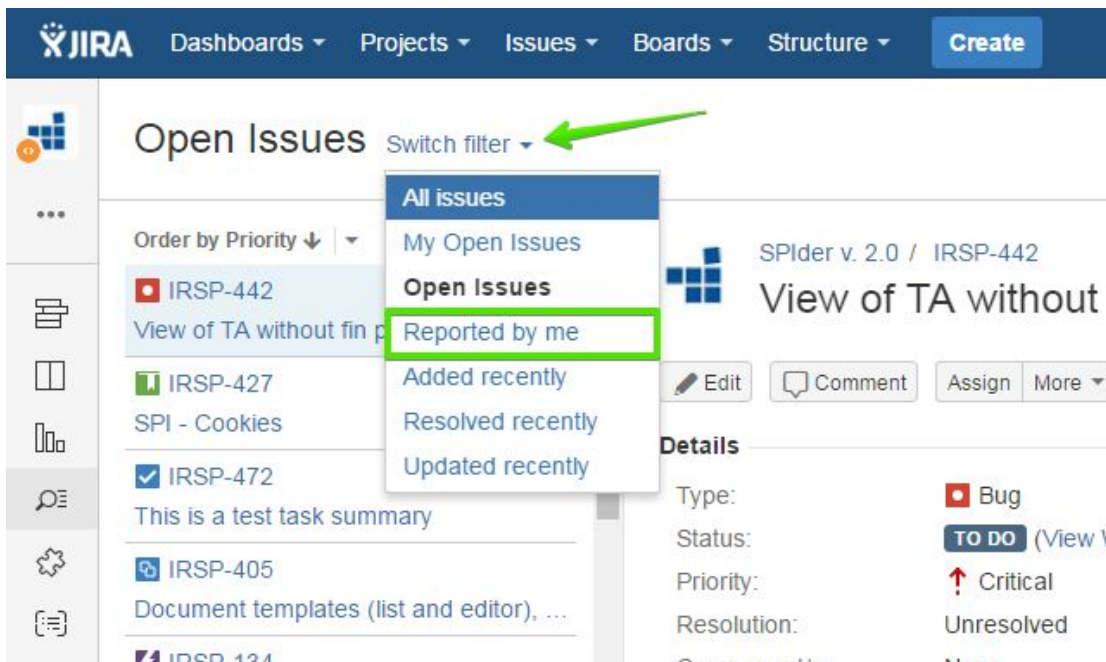 JIRA Dashboards Projects Issues Boards Structure Create
Open Issues Switch filter
All issues
My Open Issues
Open Issues
Reported by me
Added recently
Resolved recently
Updated recently
Order by Priority
IRSP-442
View of TA without fin p
IRSP-427
SPI - Cookies
IRSP-472
This is a test task summary
IRSP-405
Document templates (list and editor), ...
IRSP-134
SPIder v. 2.0 / IRSP-442
View of TA without
Edit Comment Assign More
Details
Type: Bug
Status: TO DO (View
Priority: Critical
Resolution: Unresolved